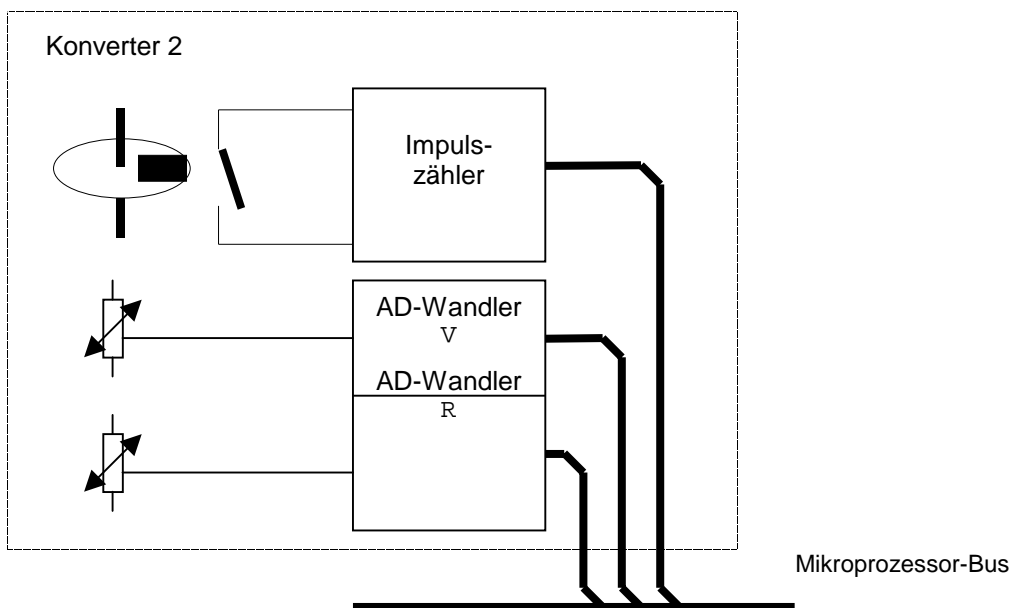 Konverter 2
Impuls-
zähler
AD-Wandler
V
AD-Wandler
R
Mikroprozessor-Bus